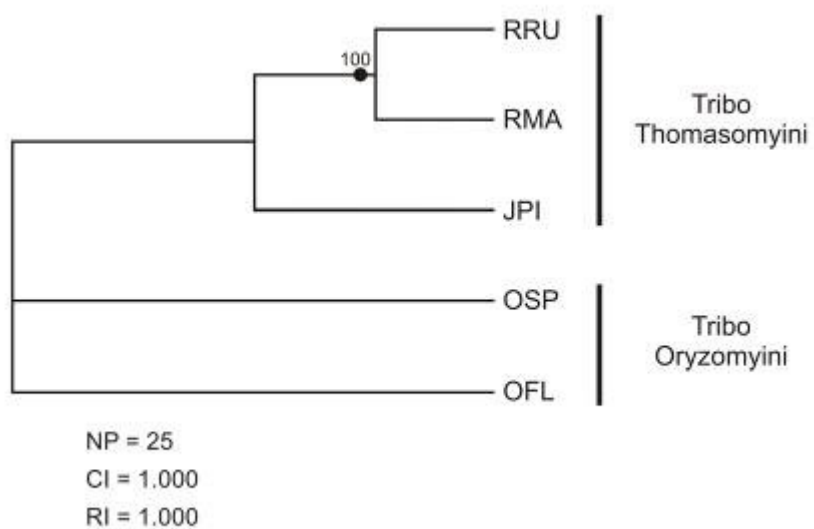 RRU
100
RMA
Tribo
Thomasomyini
JPI
OSP
Tribo
Oryzomyini
OFL
NP = 25
CI = 1.000
RI = 1.000